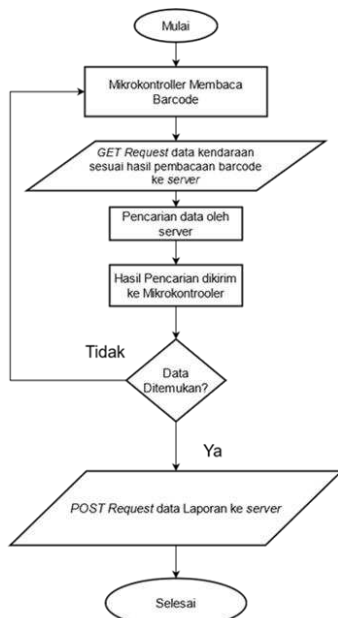 Mulai
Mikrokontroller Membaca
Barcode
GET Request data kendaraan
sesuai hasil pembacaan barcode
ke server
Pencarian data oleh
server
Hasil Pencarian dikirim
ke Mikrokontrooler
Tidak
Data
Ditemukan?
Ya
POST Request data Laporan ke server
Selesai